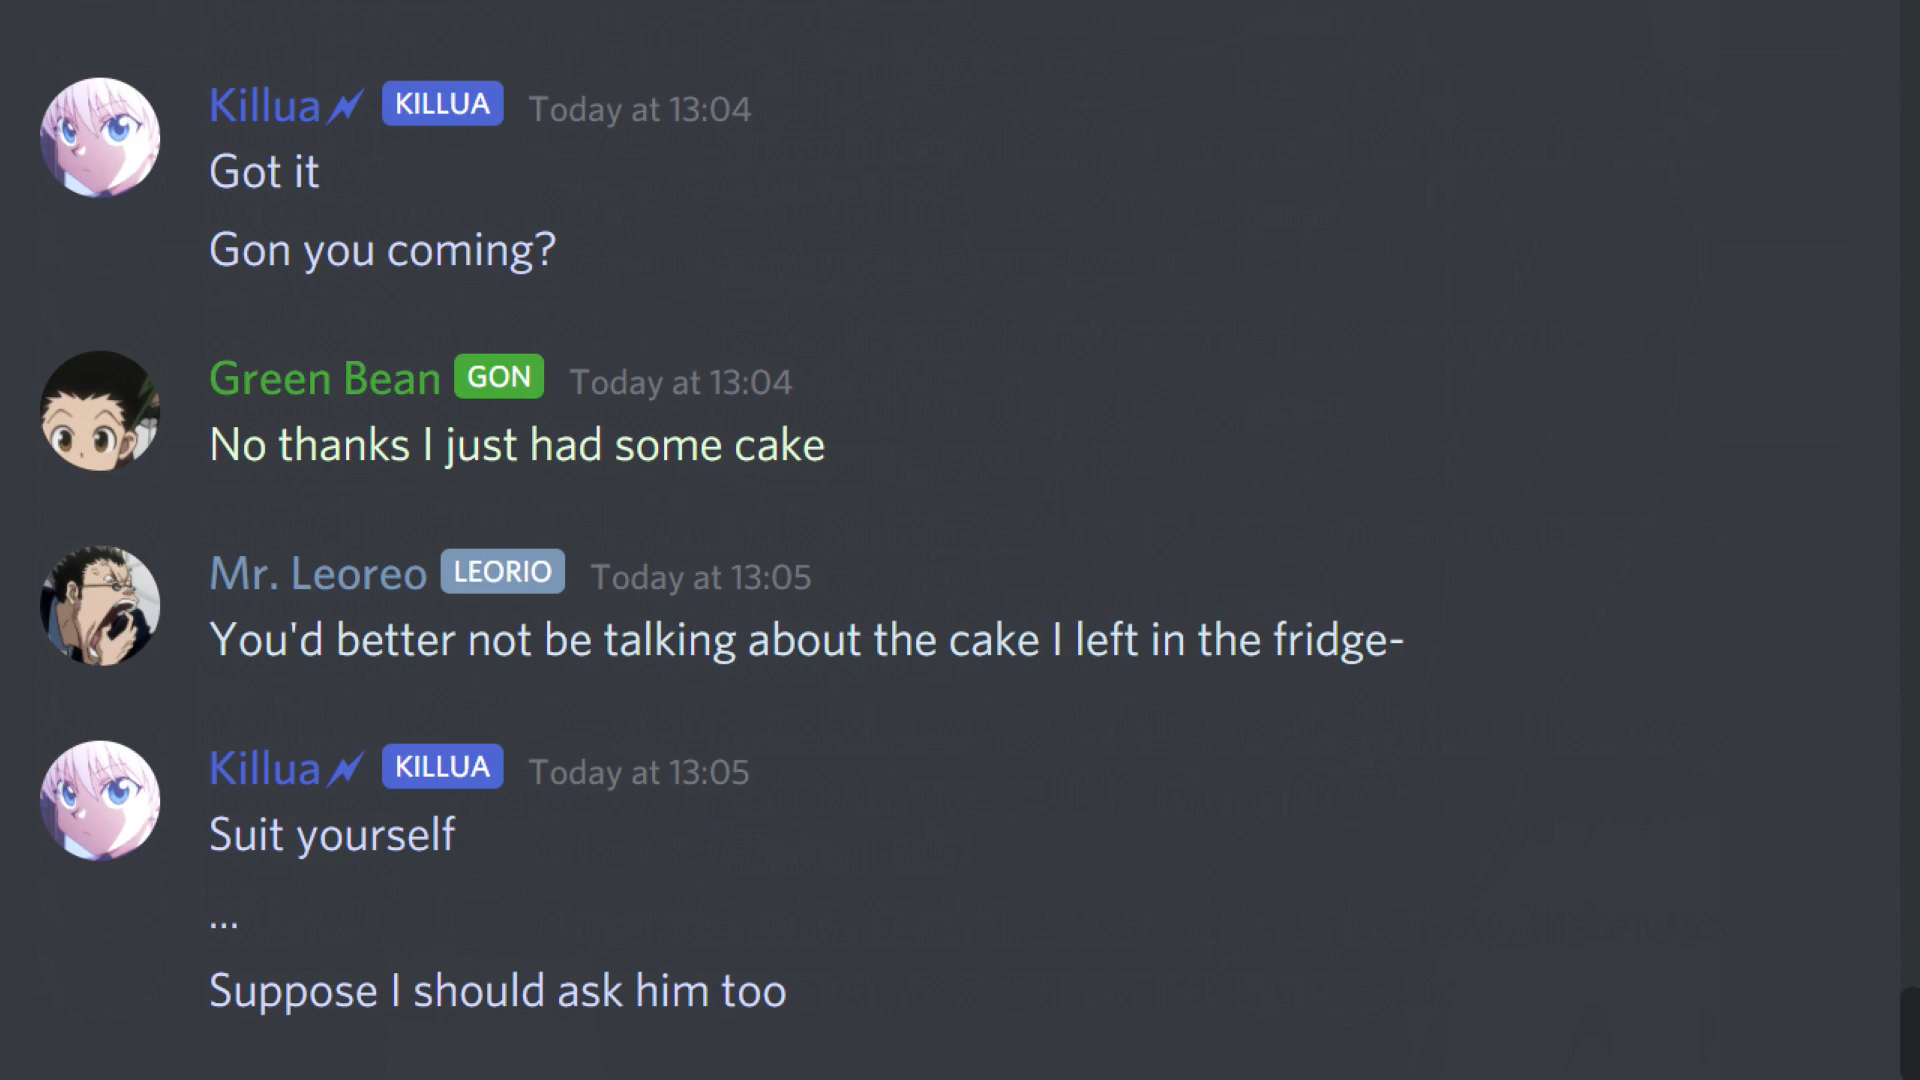 Killua KILLUA Today at 13:04
Got it
Gon you coming?
Green Bean GON Today at 13:04
No thanks I just had some cake
Mr. Leoreo LEORIO Today at 13:05
You'd better not be talking about the cake I left in the fridge-
Killua KILLUA Today at 13:05
Suit yourself
...
Suppose I should ask him too